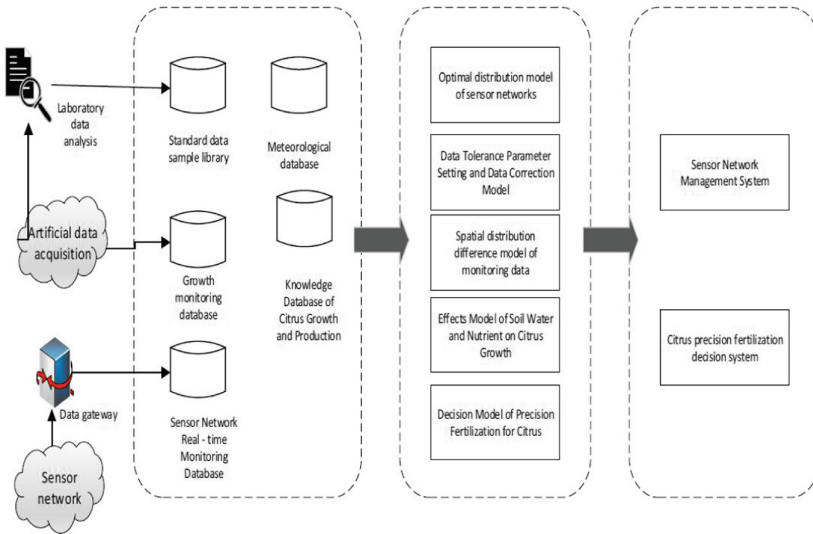 Laboratory
data
analysis
Artificial data
acquisition
Data gateway
Sensor
network
Standard data
sample library
Meteorological
database
Growth
monitoring
database
Knowledge
Database of
Citrus Growth
and Production
Sensor Network
Real - time
Monitoring
Database
Optimal distribution model
of sensor networks
Data Tolerance Parameter
Setting and Data Correction
Model
Spatial distribution
difference model of
monitoring data
Effects Model of Soil Water
and Nutrient on Citrus
Growth
Decision Model of Precision
Fertilization for Citrus
Sensor Network
Management System
Citrus precision fertilization
decision system